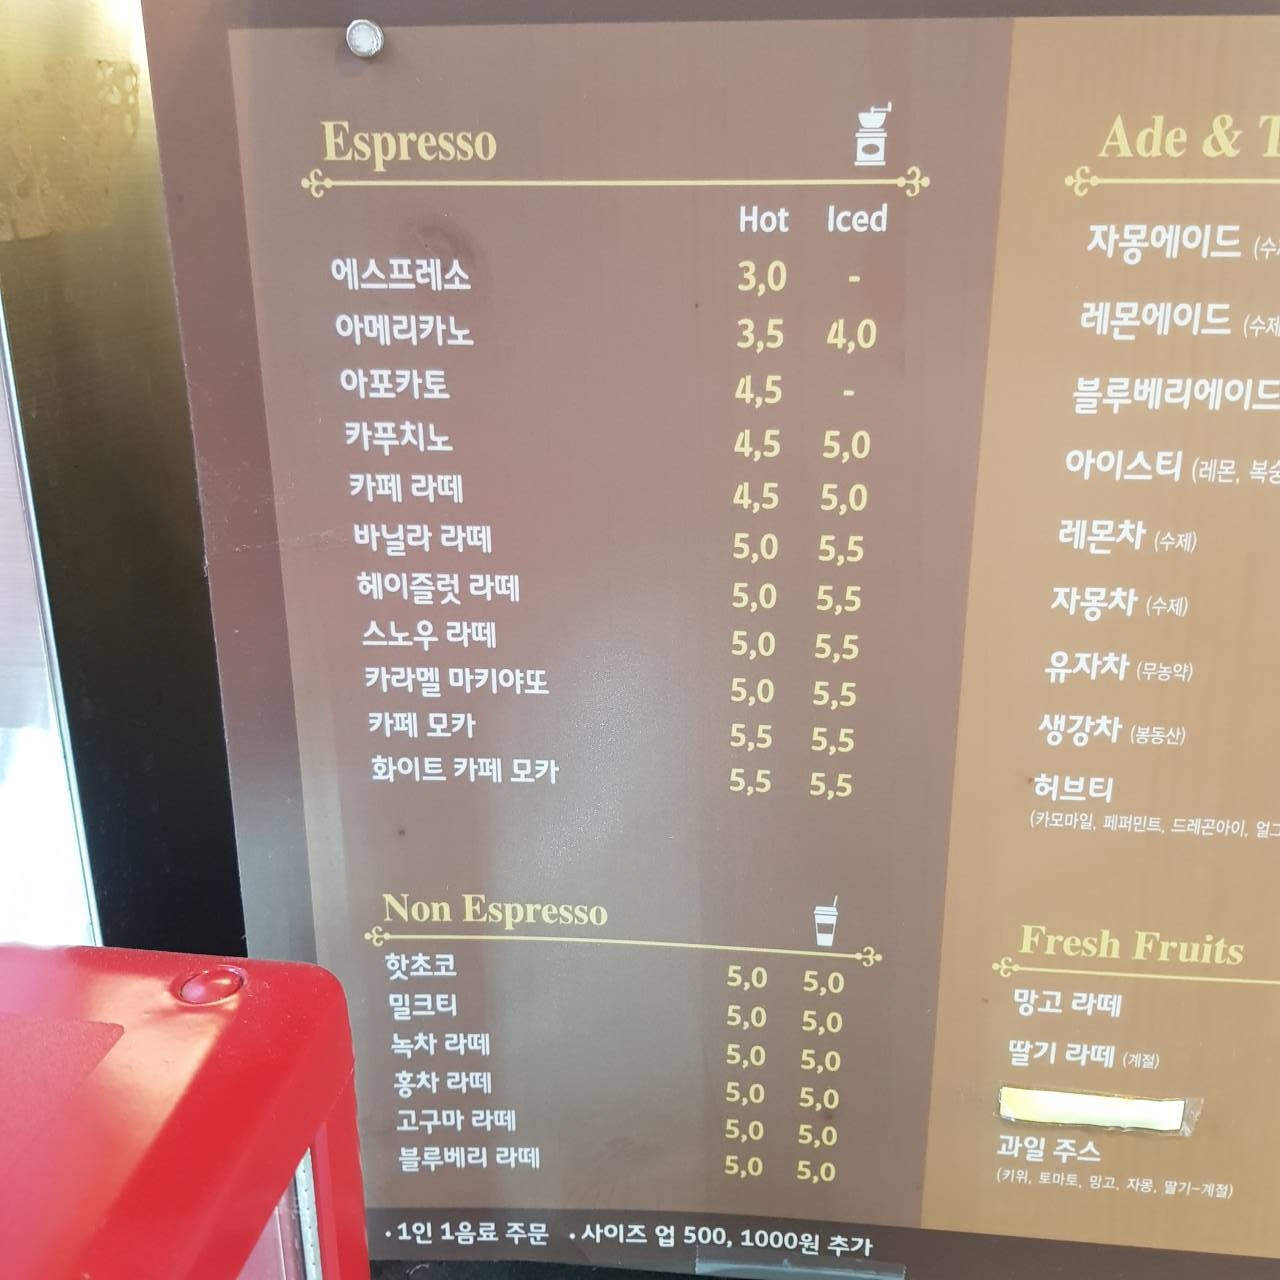 Espresso
Hot Iced
에스프레소 3,0 -
아메리카노 3,5 4,0
아포카토 4,5 -
카푸치노 4,5 5,0
카페 라떼 4,5 5,0
바닐라 라떼 5,0 5,5
헤이즐럿 라떼 5,0 5,5
스노우 라떼 5,0 5,5
카라멜 마키야또 5,0 5,5
카페 모카 5,5 5,5
화이트 카페 모카 5,5 5,5
Non Espresso
핫초코 5,0 5,0
밀크티 5,0 5,0
녹차 라떼 5,0 5,0
홍차 라떼 5,0 5,0
고구마 라떼 5,0 5,0
블루베리 라떼 5,0 5,0
· 1인 1음료 주문 · 사이즈 업 500, 1000원 추가
Ade & T
자몽에이드
레몬에이드
블루베리에이드
아이스티 (레몬,
레몬차 (수제)
자몽차 (수제)
유자차 (무농약)
생강차 (봉동산)
허브티
(카모마일, 페퍼민트, 드레곤아이,
Fresh Fruits
망고 라떼
딸기 라떼 (계절)
과일 주스
(키위, 토마토, 망고, 자몽, 딸기-계절)